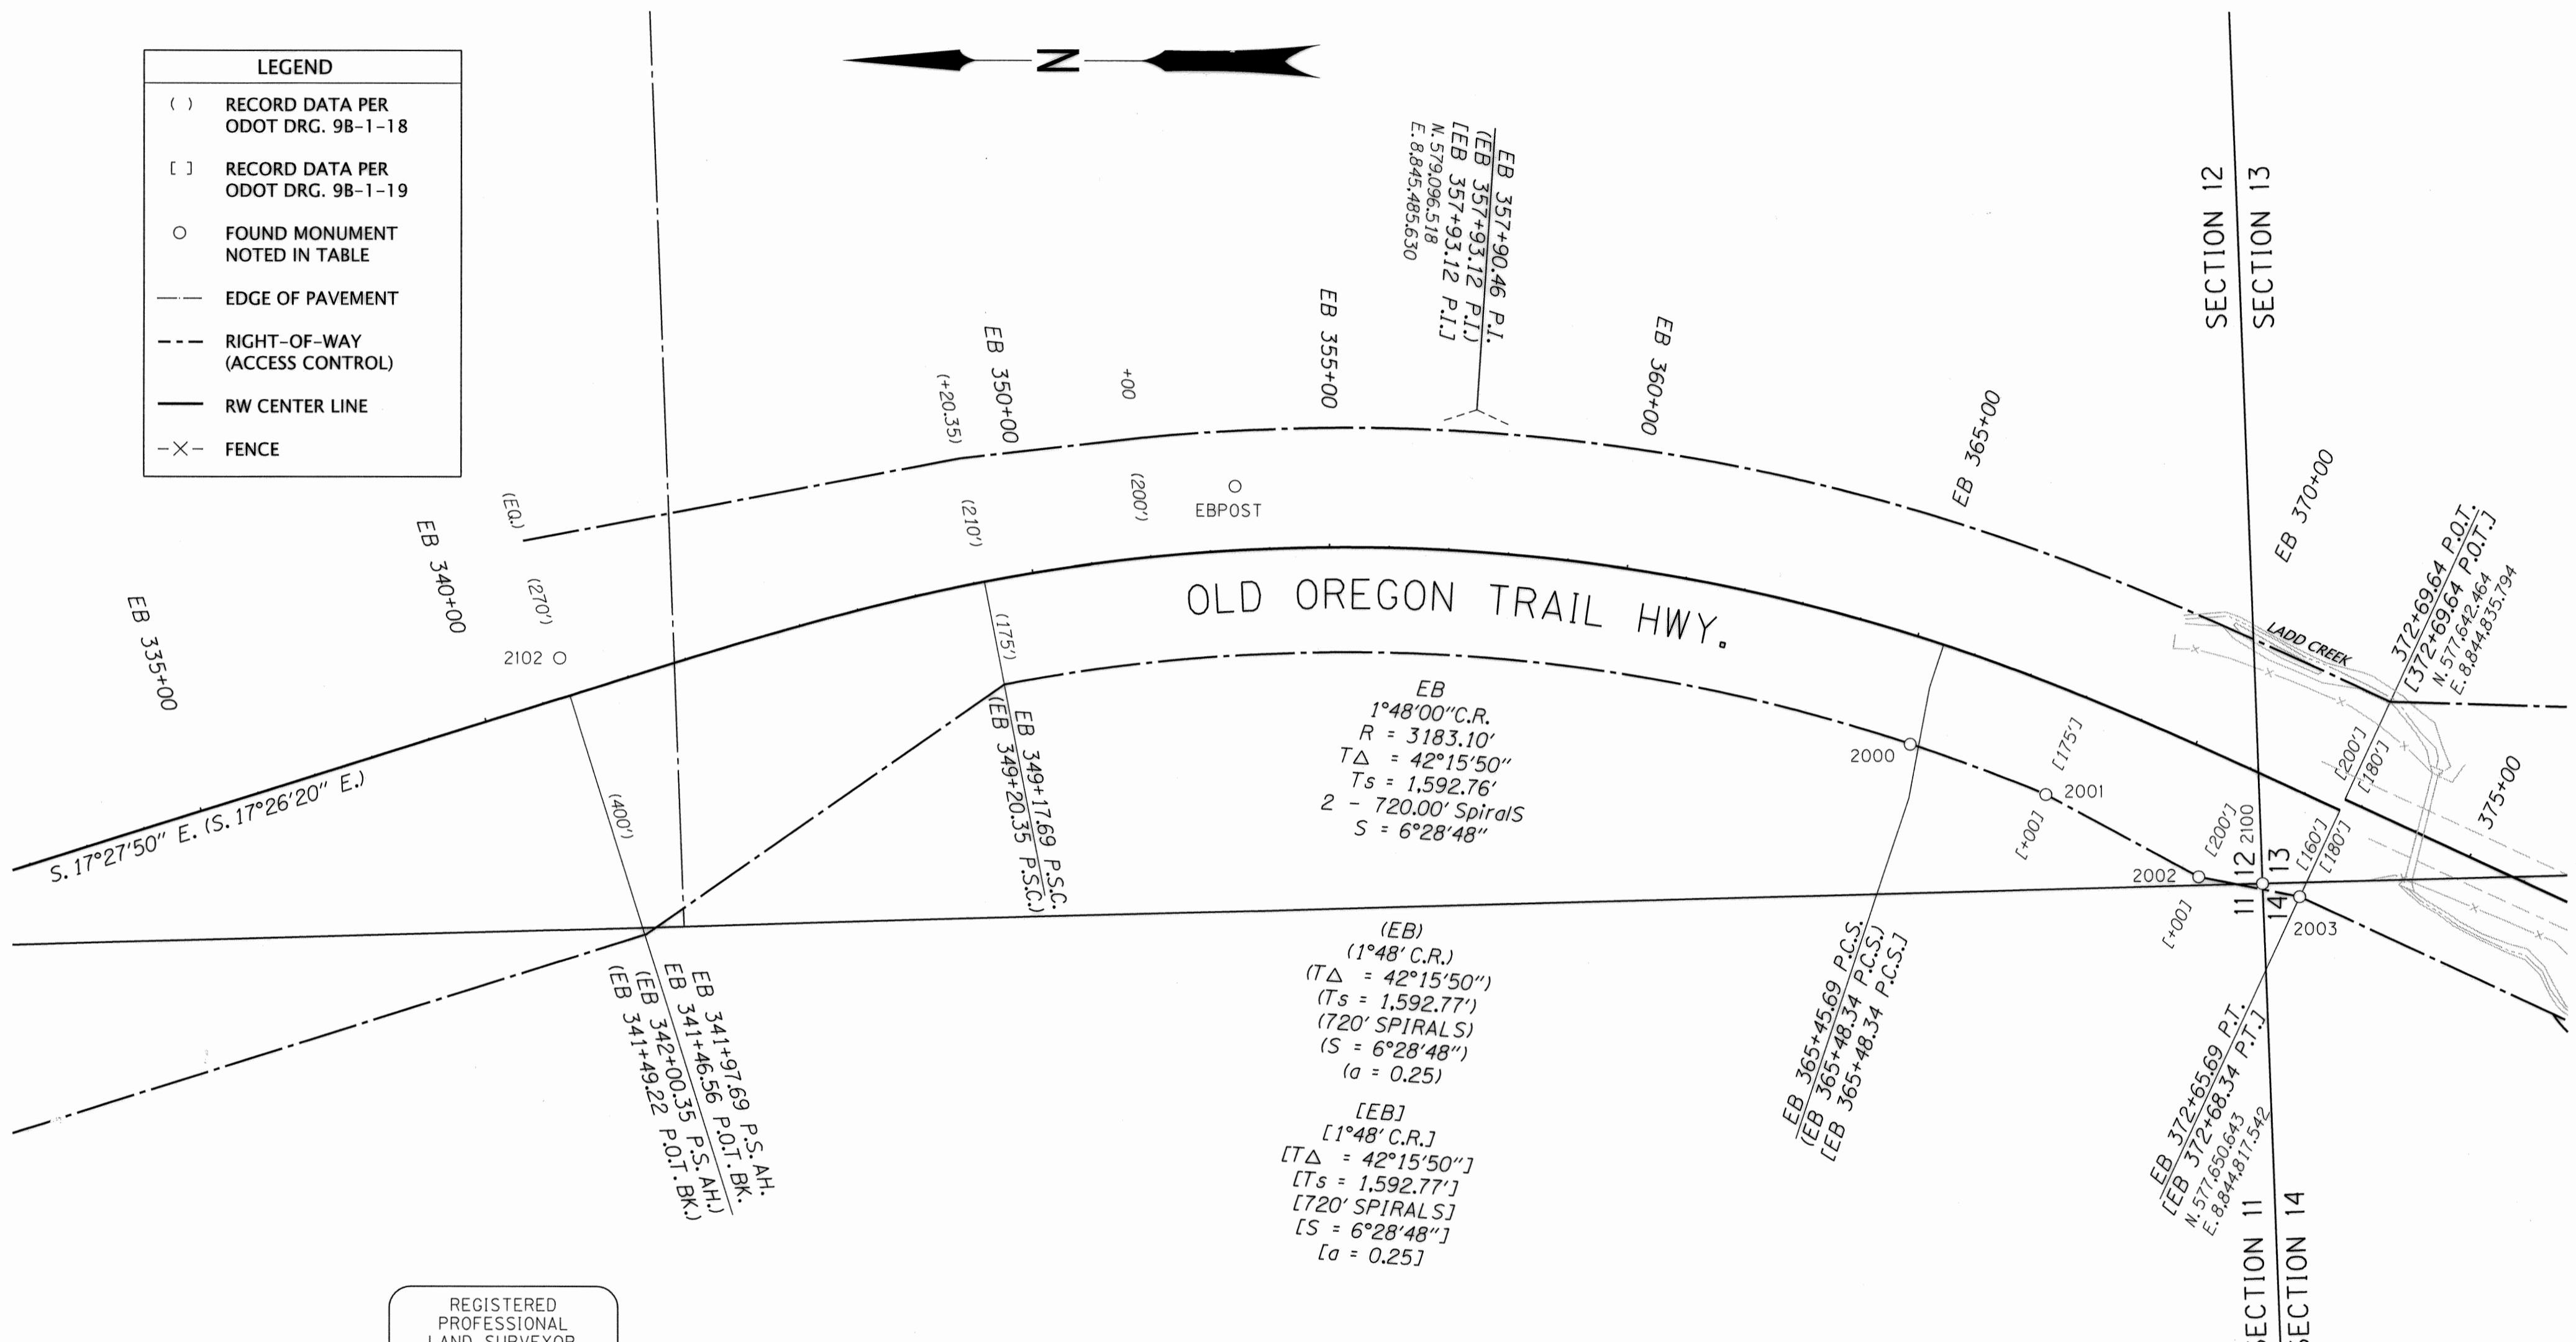 LEGEND
( ) RECORD DATA PER
ODOT DRG. 9B-1-18
[ ] RECORD DATA PER
ODOT DRG. 9B-1-19
FOUND MONUMENT
NOTED IN TABLE
EDGE OF PAVEMENT
RIGHT-OF-WAY
(ACCESS CONTROL)
RW CENTER LINE
-X- FENCE
N
EB 357+90.46 P.I.
(EB 357+93.12 P.I.)
[EB 357+93.12 P.I.]
N. 579,096.518
E. 8,845,485.630
SECTION 12
SECTION 13
EB 335+00
EB 340+00
(EQ.)
(270')
2102
(+20.35)
EB 350+00
+00
(210')
(200')
EBPOST
EB 355+00
EB 360+00
EB 365+00
EB 370+00
372+69.64 P.O.T.
[372+69.64 P.O.T.]
N. 577,642.464
E. 8,844,835.794
LADD CREEK
OLD OREGON TRAIL HWY.
S. 17°27'50" E. (S. 17°26'20" E.)
(400')
(175')
EB 349+17.69 P.S.C.
(EB 349+20.35 P.S.C.)
EB
1°48'00"C.R.
R = 3183.10'
T△ = 42°15'50"
Ts = 1,592.76'
2 - 720.00' SpiralS
S = 6°28'48"
2000
2001
[175']
[+00]
2002
[200']
[+00]
2100
11 12
14 13
2003
[200']
[180']
[160']
[180']
375+00
EB 341+97.69 P.S. AH.
EB 341+46.56 P.O.T. BK.
(EB 342+00.35 P.S. AH.)
(EB 341+49.22 P.O.T. BK.)
(EB)
(1°48' C.R.)
(T△ = 42°15'50")
(Ts = 1,592.77')
(720' SPIRALS)
(S = 6°28'48")
(a = 0.25)
[EB]
[1°48' C.R.]
[T△ = 42°15'50"]
[Ts = 1,592.77']
[720' SPIRALS]
[S = 6°28'48"]
[a = 0.25]
EB 365+45.69 P.C.S.
(EB 365+48.34 P.C.S.)
[EB 365+48.34 P.C.S.]
EB 372+65.69 P.T.
[EB 372+68.34 P.T.]
N. 577,650.643
E. 8,844,817.542
SECTION 11
SECTION 14
REGISTERED
PROFESSIONAL
LAND SURVEYOR